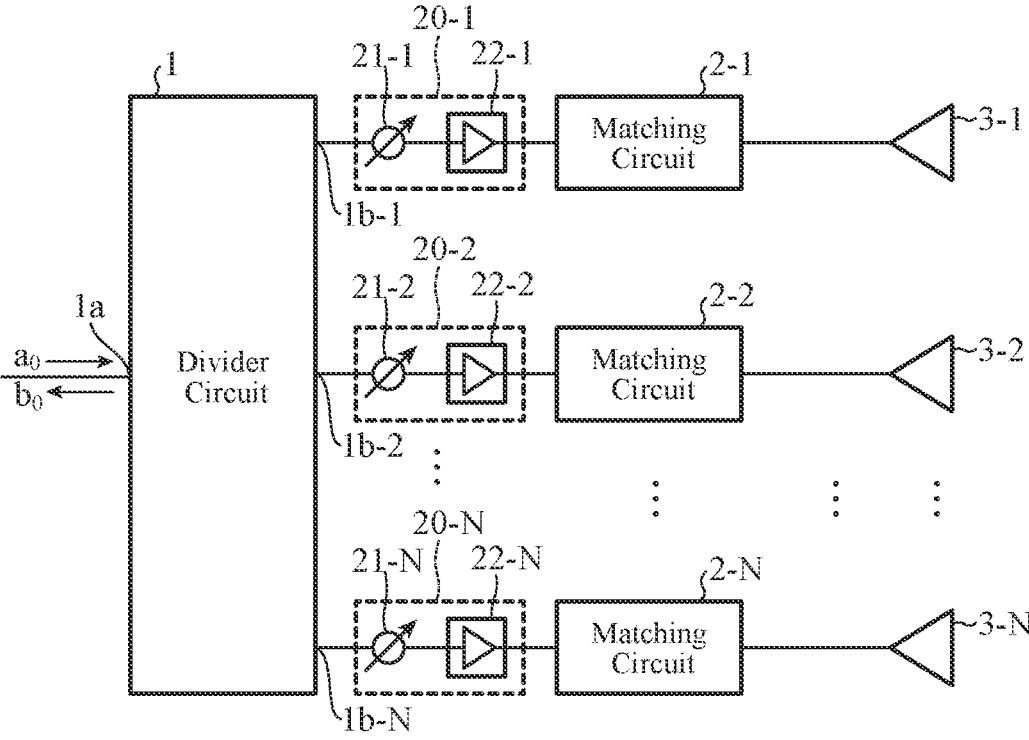 1
20-1
21-1
22-1
2-1
Matching
Circuit
3-1
1b-1
20-2
21-2
22-2
2-2
Matching
Circuit
3-2
1b-2
1a
a0
b0
Divider
Circuit
20-N
21-N
22-N
2-N
Matching
Circuit
3-N
1b-N